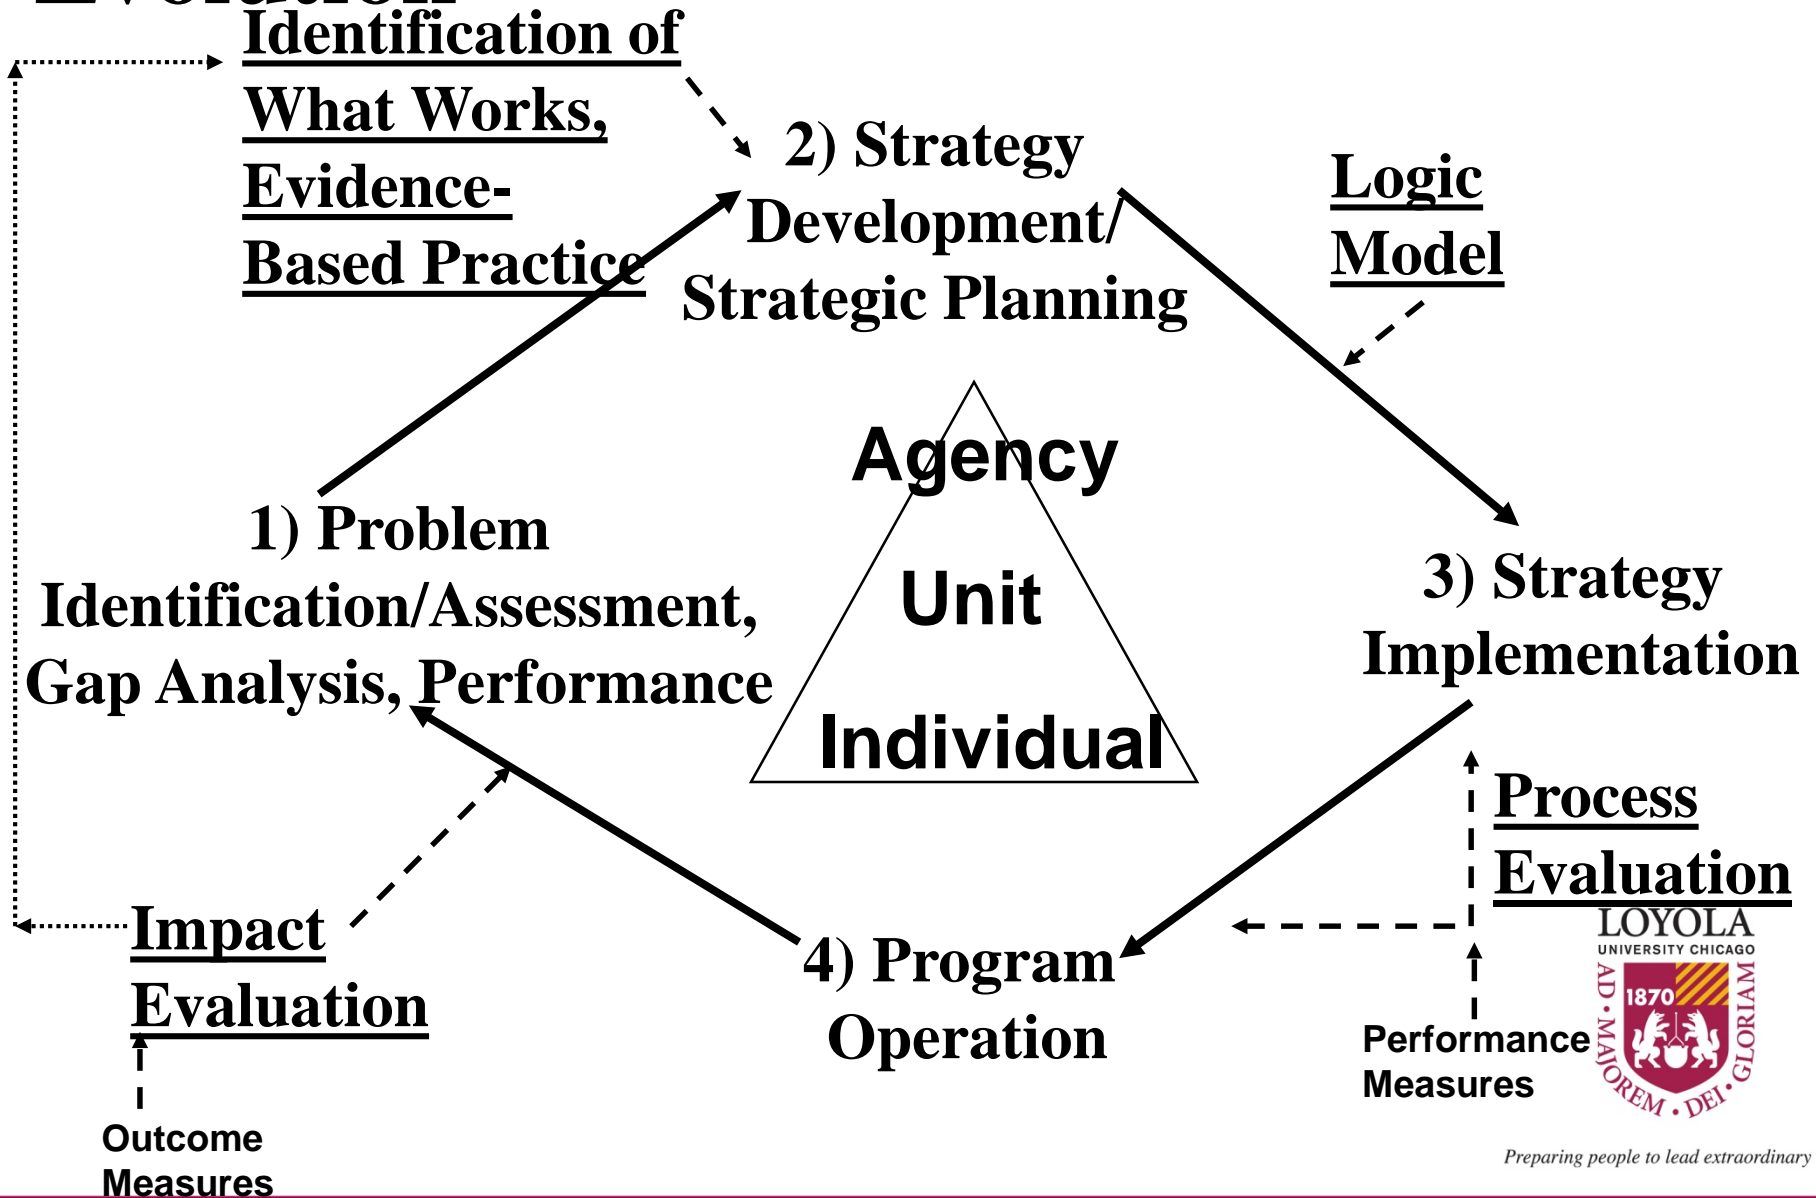 Evolution
Identification of
What Works,
Evidence-
Based Practice
2) Strategy
Development/
Strategic Planning
Logic
Model
Agency
Unit
Individual
1) Problem
Identification/Assessment,
Gap Analysis, Performance
3) Strategy
Implementation
Process
Evaluation
Impact
Evaluation
4) Program
Operation
Performance
Measures
Outcome
Measures
LOYOLA
UNIVERSITY CHICAGO
1870
AD • MAJOREM • DEI • GLORIAM
Preparing people to lead extraordinary